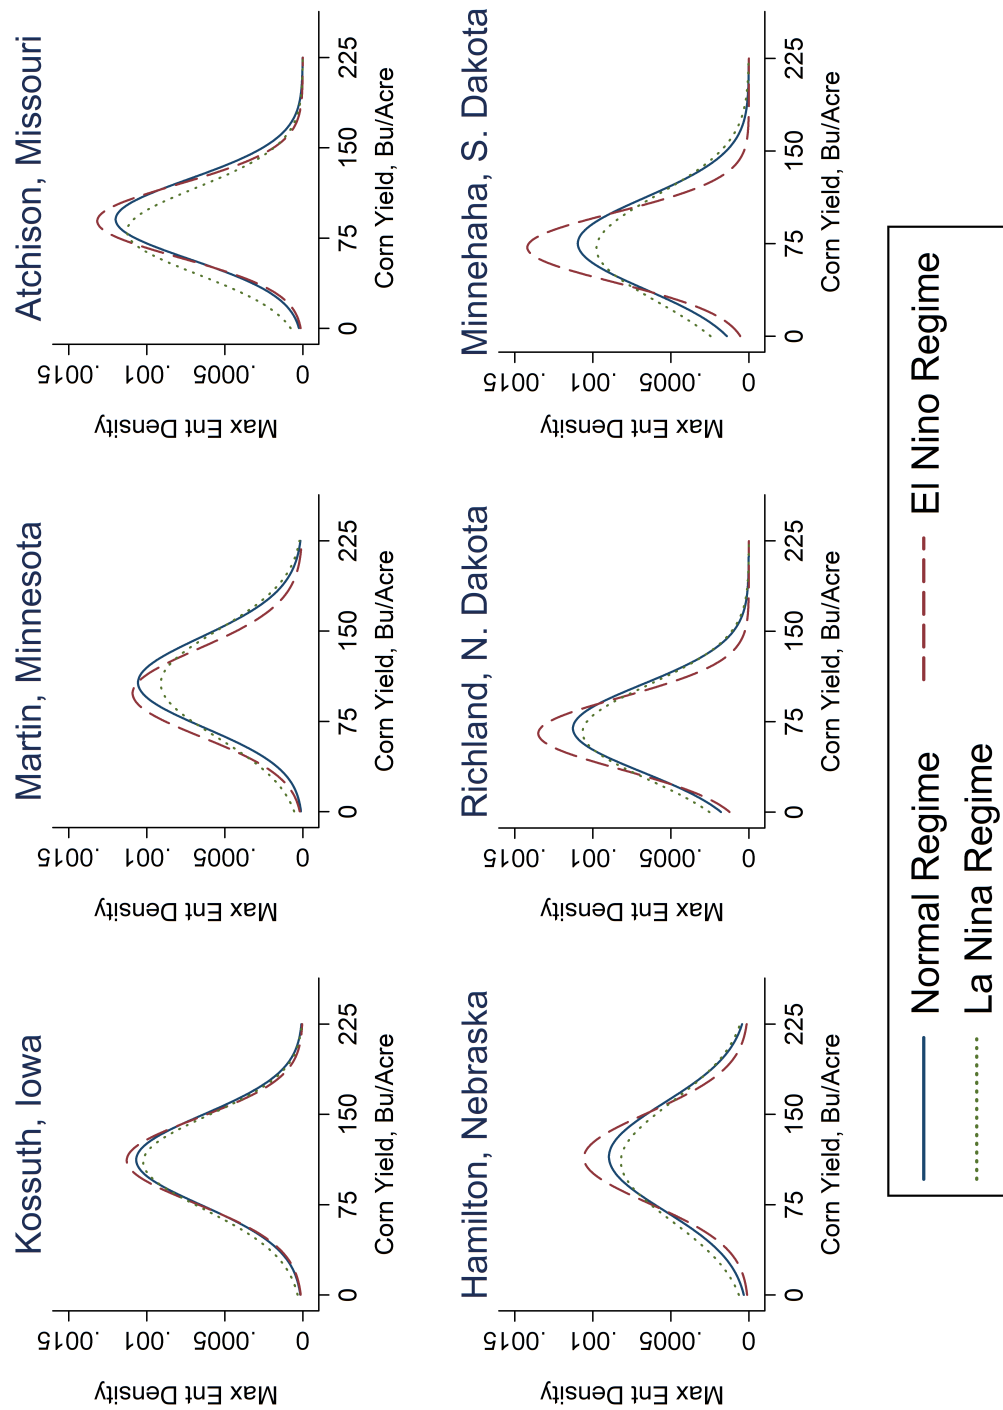 Kossuth, Iowa
Max Ent Density
0 .0005 .001 .0015
0 75 150 225
Corn Yield, Bu/Acre
Martin, Minnesota
Max Ent Density
0 .0005 .001 .0015
0 75 150 225
Corn Yield, Bu/Acre
Atchison, Missouri
Max Ent Density
0 .0005 .001 .0015
0 75 150 225
Corn Yield, Bu/Acre
Hamilton, Nebraska
Max Ent Density
0 .0005 .001 .0015
0 75 150 225
Corn Yield, Bu/Acre
Richland, N. Dakota
Max Ent Density
0 .0005 .001 .0015
0 75 150 225
Corn Yield, Bu/Acre
Minnehaha, S. Dakota
Max Ent Density
0 .0005 .001 .0015
0 75 150 225
Corn Yield, Bu/Acre
Normal Regime El Nino Regime
La Nina Regime